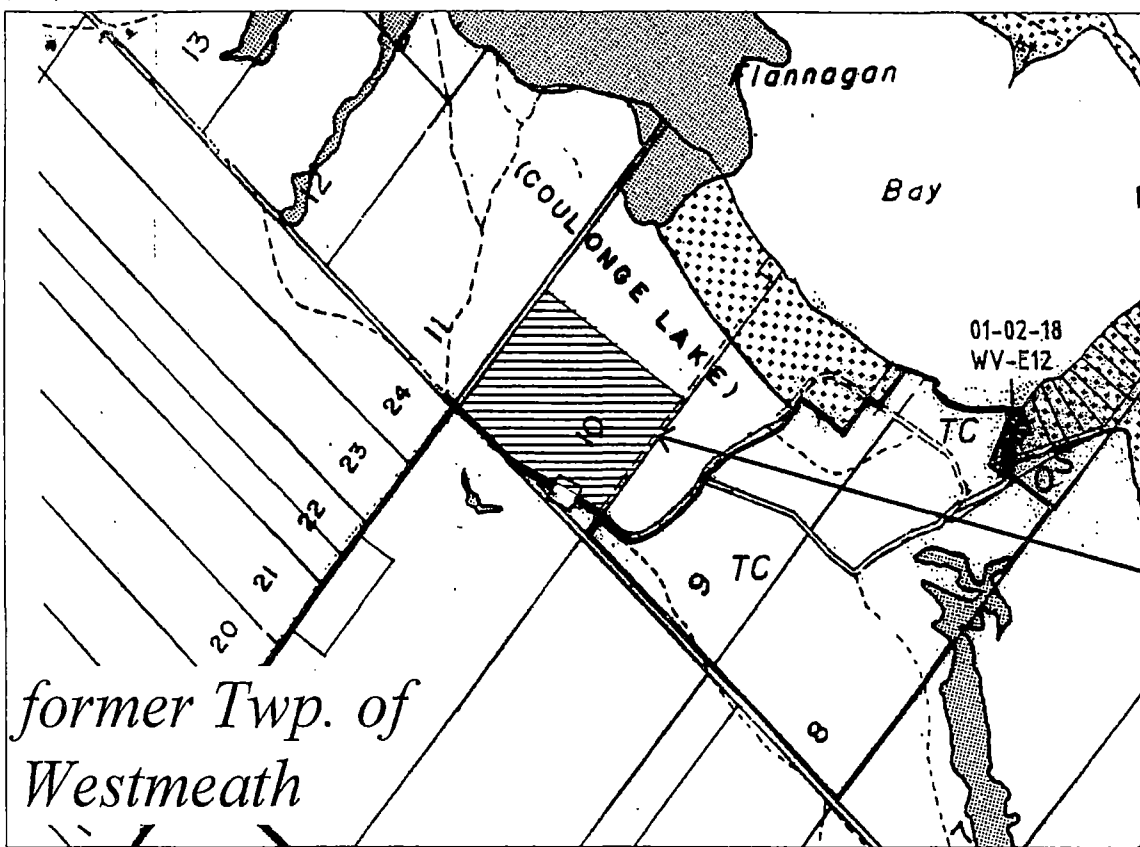 13
Flannagan
Bay
12
(COULONGE LAKE)
01-02-18
WV-E12
11
24
10
TC
23
22
9
TC
21
20
8
7
former Twp. of
Westmeath